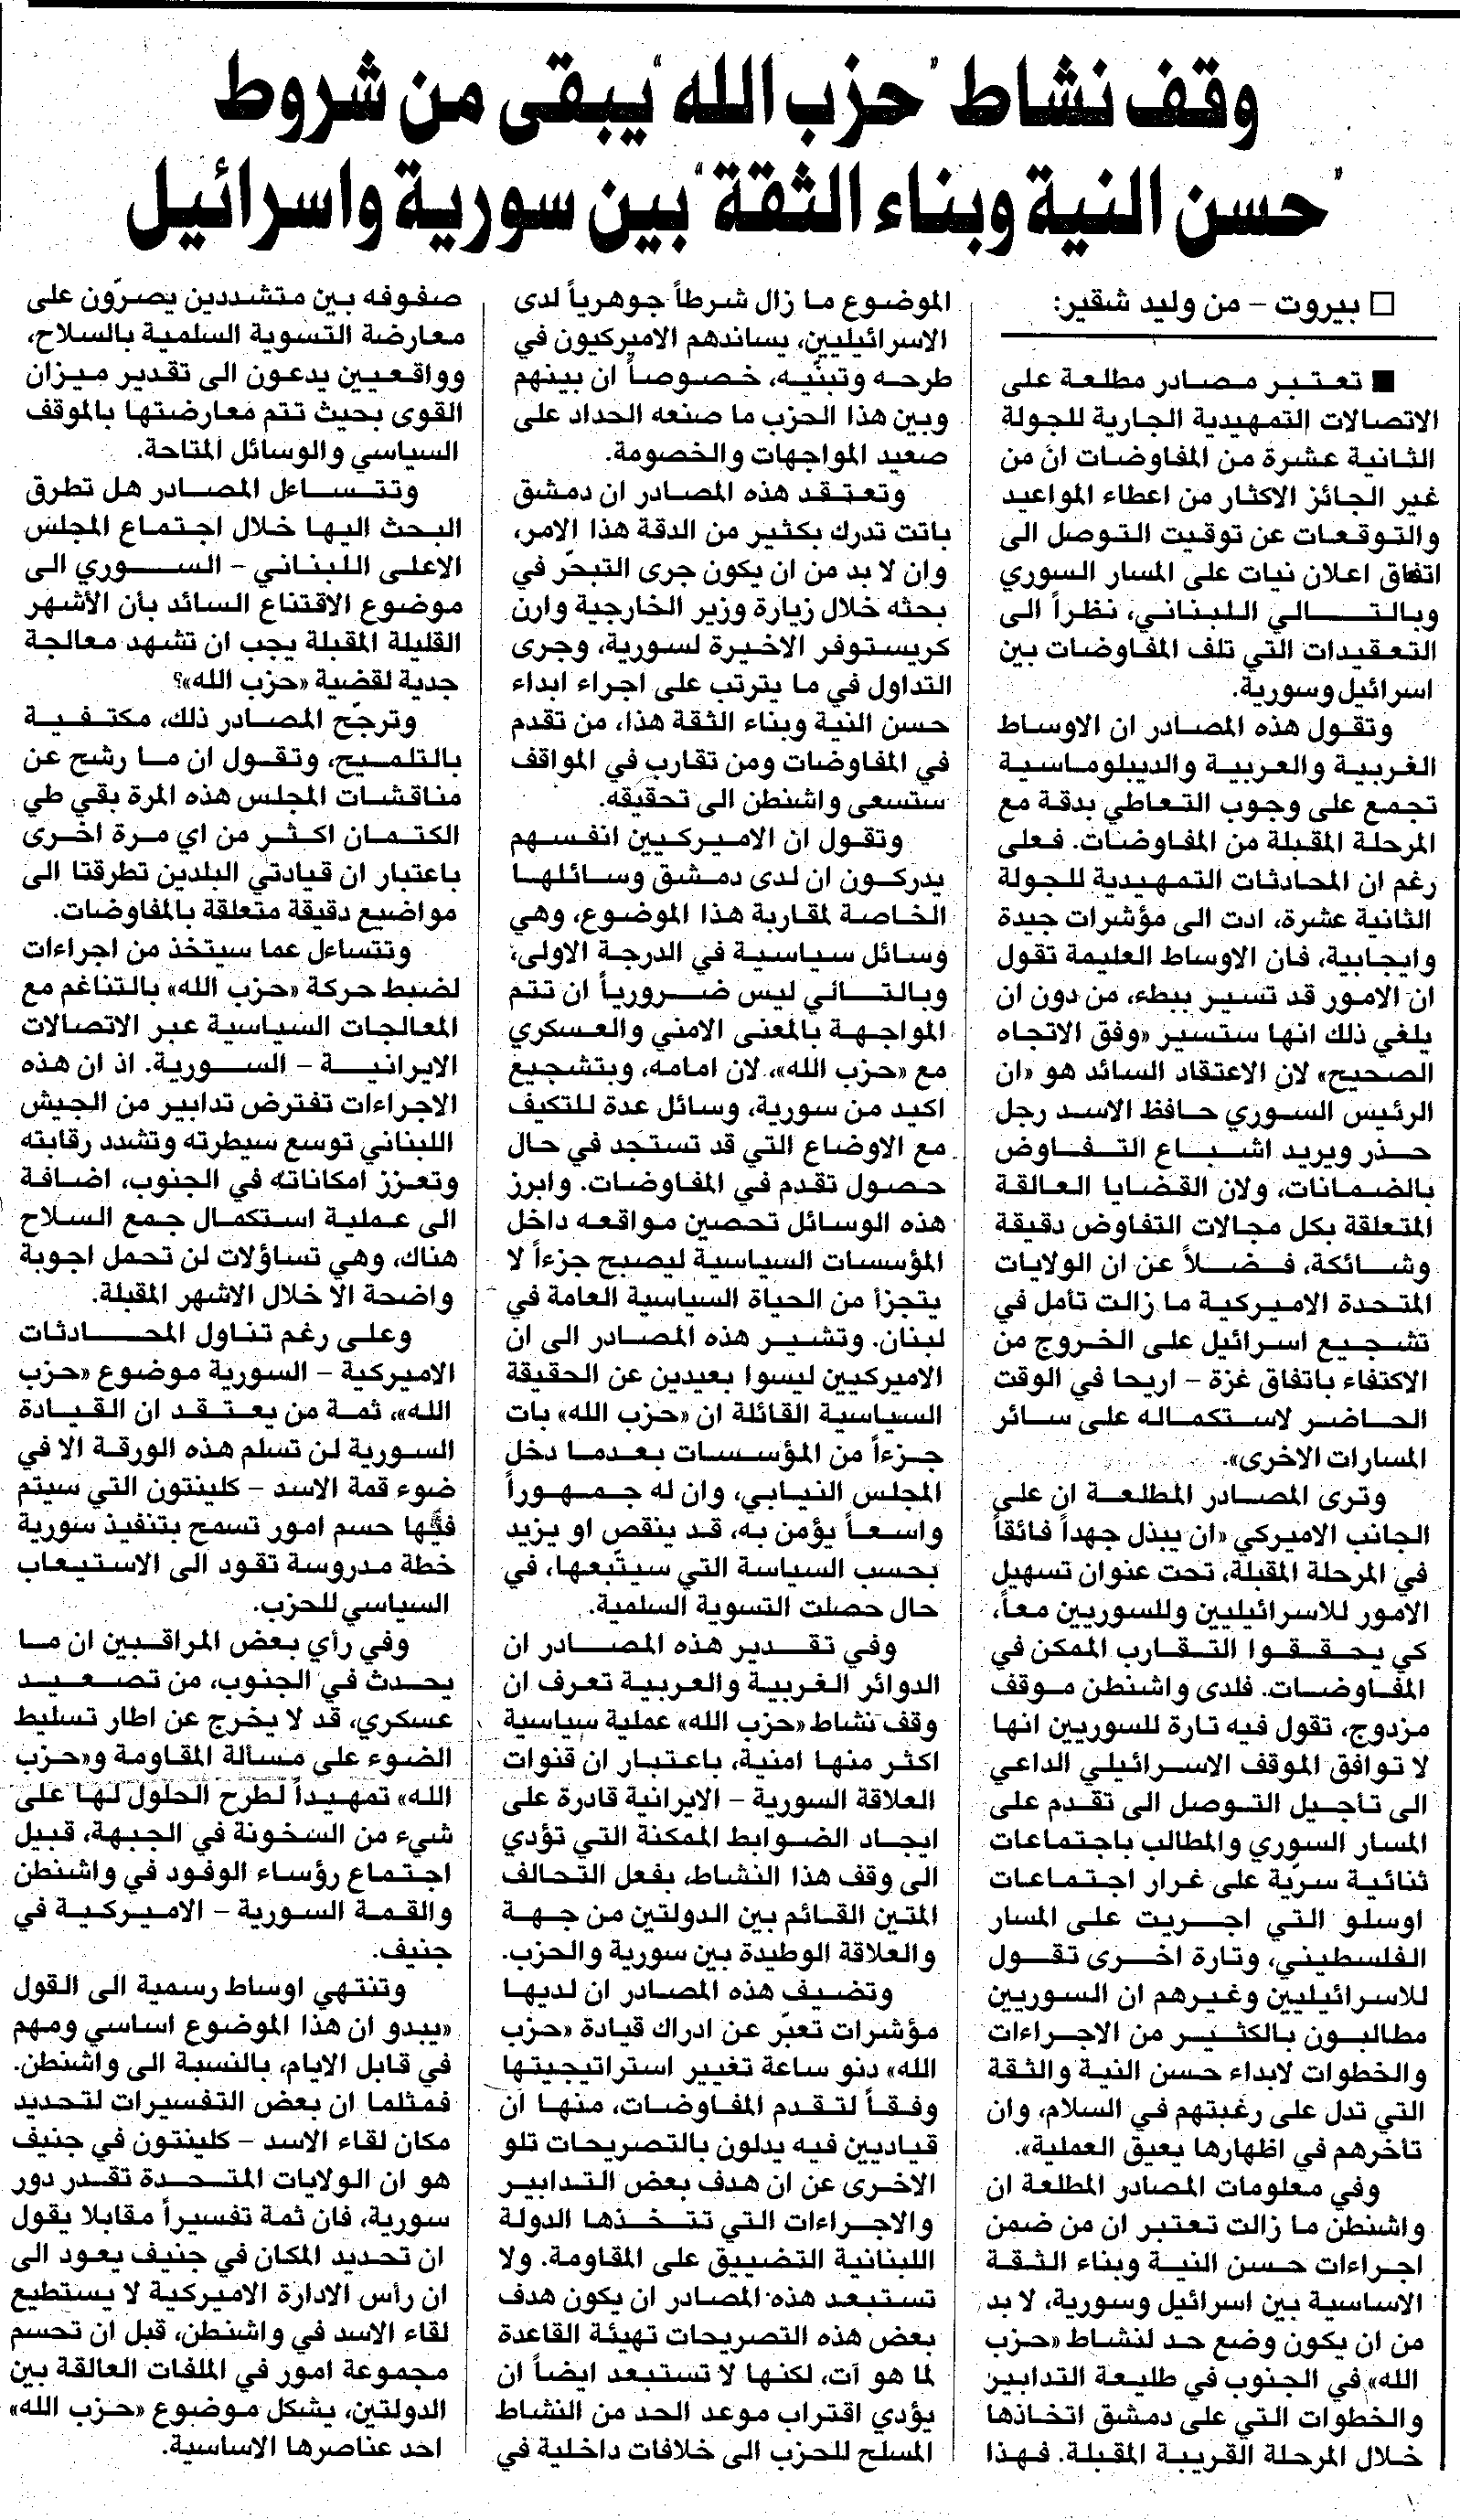 وقف نشاط "حزب الله" يبقى من شروط
"حسن النية وبناء الثقة" بين سورية واسرائيل
□ بيروت - من وليد شقير:
■ تعتبر مصادر مطلعة على
الاتصالات التمهيدية الجارية للجولة
الثانية عشرة من المفاوضات ان من
غير الجائز الاكثار من اعطاء المواعيد
والتوقعات عن توقيت التوصل الى
اتفاق اعلان نيات على المسار السوري
وبالتالي اللبناني، نظراً الى
التعقيدات التي تلف المفاوضات بين
اسرائيل وسورية.
وتقول هذه المصادر ان الاوساط
الغربية والعربية والديبلوماسية
تجمع على وجوب التعاطي بدقة مع
المرحلة المقبلة من المفاوضات. فعلى
رغم ان المحادثات التمهيدية للجولة
الثانية عشرة، ادت الى مؤشرات جيدة
وايجابية، فان الاوساط العليمة تقول
ان الامور قد تسير ببطء، من دون ان
يلغي ذلك انها ستسير «وفق الاتجاه
الصحيح» لان الاعتقاد السائد هو «ان
الرئيس السوري حافظ الاسد رجل
حذر ويريد اشباع التفاوض
بالضمانات، ولان القضايا العالقة
المتعلقة بكل مجالات التفاوض دقيقة
وشائكة، فضلاً عن ان الولايات
المتحدة الاميركية ما زالت تأمل في
تشجيع اسرائيل على الخروج من
الاكتفاء باتفاق غزة - اريحا في الوقت
الحاضر لاستكماله على سائر
المسارات الاخرى».
وترى المصادر المطلعة ان على
الجانب الاميركي «ان يبذل جهداً فائقاً
في المرحلة المقبلة، تحت عنوان تسهيل
الامور للاسرائيليين وللسوريين معاً،
كي يحققوا التقارب الممكن في
المفاوضات. فلدى واشنطن موقف
مزدوج، تقول فيه تارة للسوريين انها
لا توافق الموقف الاسرائيلي الداعي
الى تأجيل التوصل الى تقدم على
المسار السوري والمطالب باجتماعات
ثنائية سرّية على غرار اجتماعات
اوسلو التي اجريت على المسار
الفلسطيني، وتارة اخرى تقول
للاسرائيليين وغيرهم ان السوريين
مطالبون بالكثير من الاجراءات
والخطوات لابداء حسن النية والثقة
التي تدل على رغبتهم في السلام، وان
تأخرهم في اظهارها يعيق العملية».
وفي معلومات المصادر المطلعة ان
واشنطن ما زالت تعتبر ان من ضمن
اجراءات حسن النية وبناء الثقة
الاساسية بين اسرائيل وسورية، لا بد
من ان يكون وضع حد لنشاط «حزب
الله» في الجنوب في طليعة التدابير
والخطوات التي على دمشق اتخاذها
خلال المرحلة القريبة المقبلة. فهذا
الموضوع ما زال شرطاً جوهرياً لدى
الاسرائيليين، يساندهم الاميركيون في
طرحه وتبنّيه، خصوصاً ان بينهم
وبين هذا الحزب ما صنعه الحداد على
صعيد المواجهات والخصومة.
وتعتقد هذه المصادر ان دمشق
باتت تدرك بكثير من الدقة هذا الامر،
وان لا بد من ان يكون جرى التبحّر في
بحثه خلال زيارة وزير الخارجية وارن
كريستوفر الاخيرة لسورية، وجرى
التداول في ما يترتب على اجراء ابداء
حسن النية وبناء الثقة هذا، من تقدم
في المفاوضات ومن تقارب في المواقف
ستسعى واشنطن الى تحقيقه.
وتقول ان الاميركيين انفسهم
يدركون ان لدى دمشق وسائلها
الخاصة لمقاربة هذا الموضوع، وهي
وسائل سياسية في الدرجة الاولى،
وبالتالي ليس ضرورياً ان تتم
المواجهة بالمعنى الامني والعسكري
مع «حزب الله»، لان امامه، وبتشجيع
اكيد من سورية، وسائل عدة للتكيف
مع الاوضاع التي قد تستجد في حال
حصول تقدم في المفاوضات. وابرز
هذه الوسائل تحصين مواقعه داخل
المؤسسات السياسية ليصبح جزءاً لا
يتجزأ من الحياة السياسية العامة في
لبنان. وتشير هذه المصادر الى ان
الاميركيين ليسوا بعيدين عن الحقيقة
السياسية القائلة ان «حزب الله» بات
جزءاً من المؤسسات بعدما دخل
المجلس النيابي، وان له جمهوراً
واسعاً يؤمن به، قد ينقص او يزيد
بحسب السياسة التي سيتّبعها، في
حال حصلت التسوية السلمية.
وفي تقدير هذه المصادر ان
الدوائر الغربية والعربية تعرف ان
وقف نشاط «حزب الله» عملية سياسية
اكثر منها امنية، باعتبار ان قنوات
العلاقة السورية - الايرانية قادرة على
ايجاد الضوابط الممكنة التي تؤدي
الى وقف هذا النشاط، بفعل التحالف
المتين القائم بين الدولتين من جهة
والعلاقة الوطيدة بين سورية والحزب.
وتضيف هذه المصادر ان لديها
مؤشرات تعبّر عن ادراك قيادة «حزب
الله» دنو ساعة تغيير استراتيجيتها
وفقاً لتقدم المفاوضات، منها ان
قياديين فيه يدلون بالتصريحات تلو
الاخرى عن ان هدف بعض التدابير
والاجراءات التي تتخذها الدولة
اللبنانية التضييق على المقاومة. ولا
تستبعد هذه المصادر ان يكون هدف
بعض هذه التصريحات تهيئة القاعدة
لما هو آت، لكنها لا تستبعد ايضاً ان
يؤدي اقتراب موعد الحد من النشاط
المسلح للحزب الى خلافات داخلية في
صفوفه بين متشددين يصرّون على
معارضة التسوية السلمية بالسلاح،
وواقعيين يدعون الى تقدير ميزان
القوى بحيث تتم معارضتها بالموقف
السياسي والوسائل المتاحة.
وتتساءل المصادر هل تطرق
البحث اليها خلال اجتماع المجلس
الاعلى اللبناني - السوري الى
موضوع الاقتناع السائد بأن الأشهر
القليلة المقبلة يجب ان تشهد معالجة
جدية لقضية «حزب الله»؟
وترجّح المصادر ذلك، مكتفية
بالتلميح، وتقول ان ما رشح عن
مناقشات المجلس هذه المرة بقي طي
الكتمان اكثر من اي مرة اخرى
باعتبار ان قيادتي البلدين تطرقتا الى
مواضيع دقيقة متعلقة بالمفاوضات.
وتتساءل عما سيتخذ من اجراءات
لضبط حركة «حزب الله» بالتناغم مع
المعالجات السياسية عبر الاتصالات
الايرانية - السورية. اذ ان هذه
الاجراءات تفترض تدابير من الجيش
اللبناني توسع سيطرته وتشدد رقابته
وتعزز امكاناته في الجنوب، اضافة
الى عملية استكمال جمع السلاح
هناك، وهي تساؤلات لن تحمل اجوبة
واضحة الا خلال الاشهر المقبلة.
وعلى رغم تناول المحادثات
الاميركية - السورية موضوع «حزب
الله»، ثمة من يعتقد ان القيادة
السورية لن تسلم هذه الورقة الا في
ضوء قمة الاسد - كلينتون التي سيتم
فيها حسم امور تسمح بتنفيذ سورية
خطة مدروسة تقود الى الاستيعاب
السياسي للحزب.
وفي رأي بعض المراقبين ان ما
يحدث في الجنوب، من تصعيد
عسكري، قد لا يخرج عن اطار تسليط
الضوء على مسألة المقاومة و«حزب
الله» تمهيداً لطرح الحلول لها على
شيء من السخونة في الجبهة، قبيل
اجتماع رؤساء الوفود في واشنطن
والقمة السورية - الاميركية في
جنيف.
وتنتهي اوساط رسمية الى القول
«يبدو ان هذا الموضوع اساسي ومهم
في قابل الايام، بالنسبة الى واشنطن.
فمثلما ان بعض التفسيرات لتحديد
مكان لقاء الاسد - كلينتون في جنيف
هو ان الولايات المتحدة تقدر دور
سورية، فان ثمة تفسيراً مقابلا يقول
ان تحديد المكان في جنيف يعود الى
ان رأس الادارة الاميركية لا يستطيع
لقاء الاسد في واشنطن، قبل ان تحسم
مجموعة امور في الملفات العالقة بين
الدولتين، يشكل موضوع «حزب الله»
احد عناصرها الاساسية.